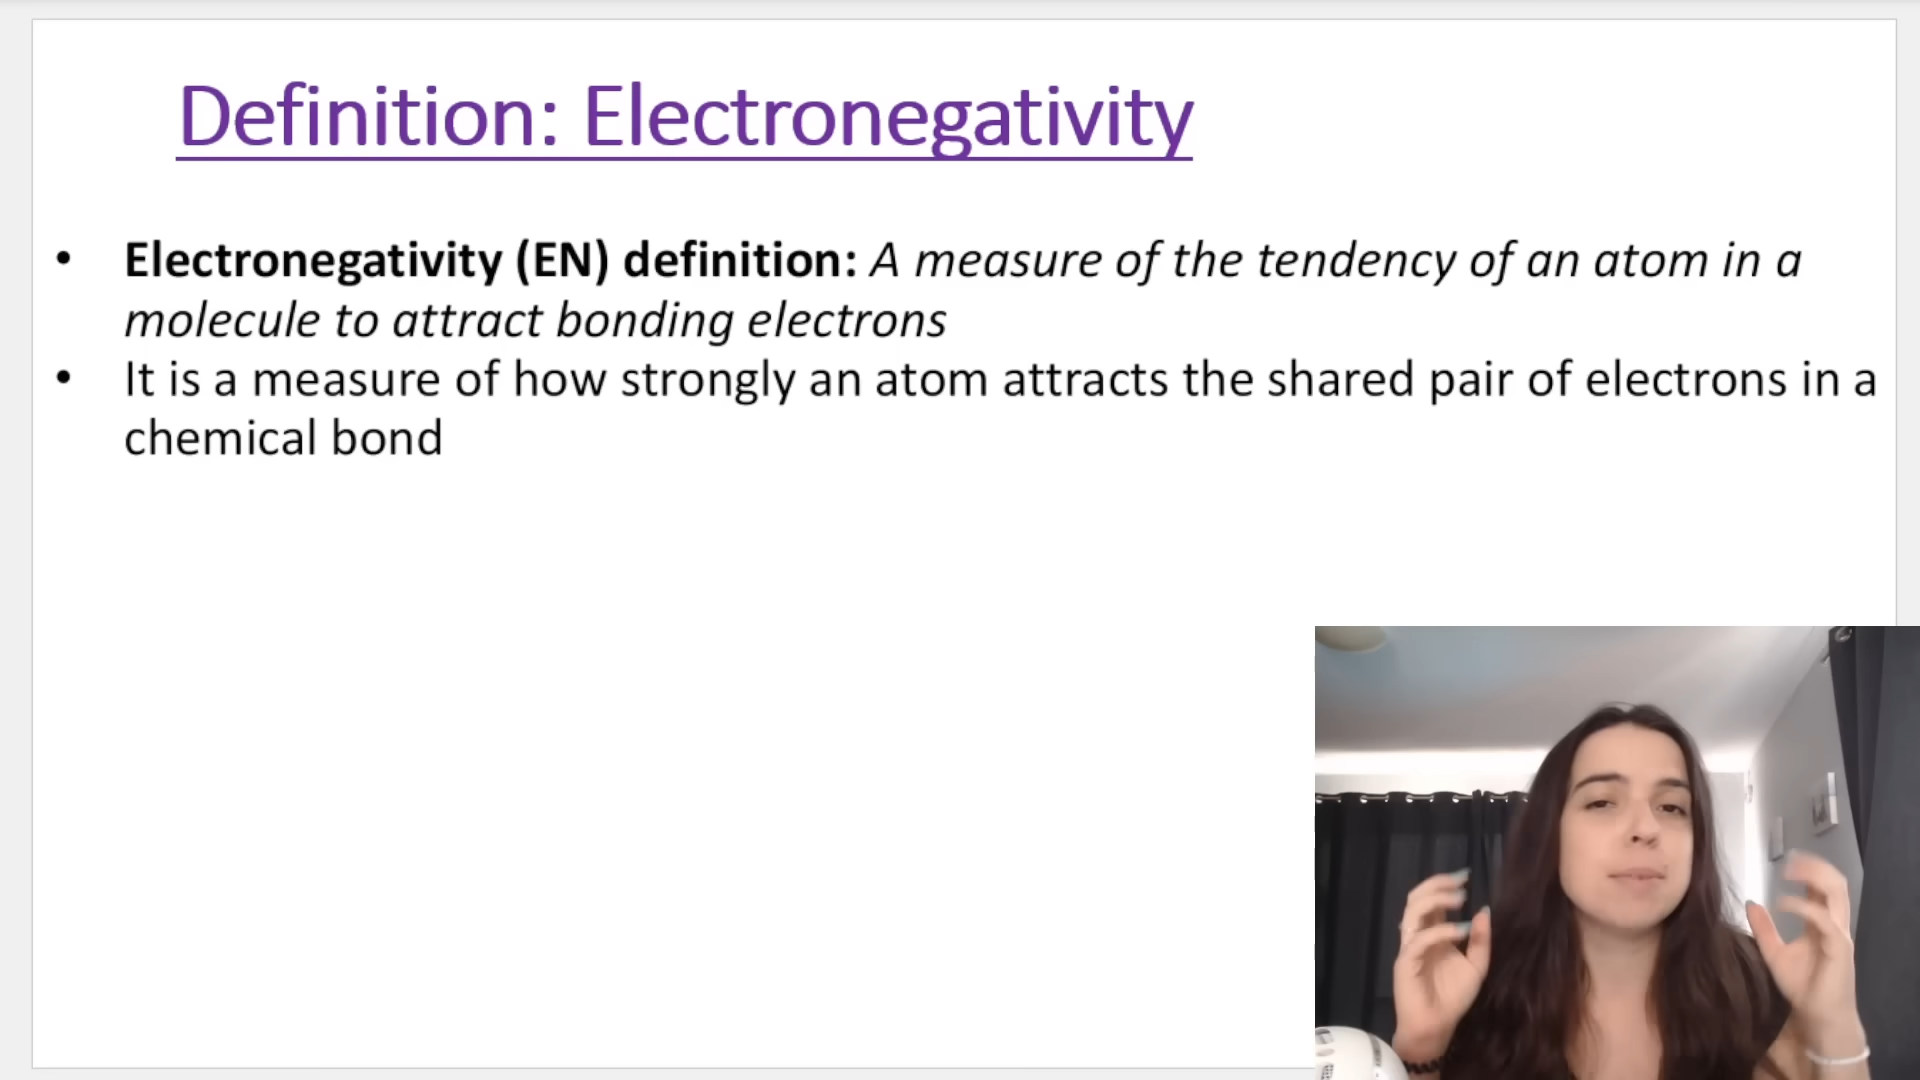 Definition: Electronegativity
• Electronegativity (EN) definition: A measure of the tendency of an atom in a
molecule to attract bonding electrons
• It is a measure of how strongly an atom attracts the shared pair of electrons in a
chemical bond